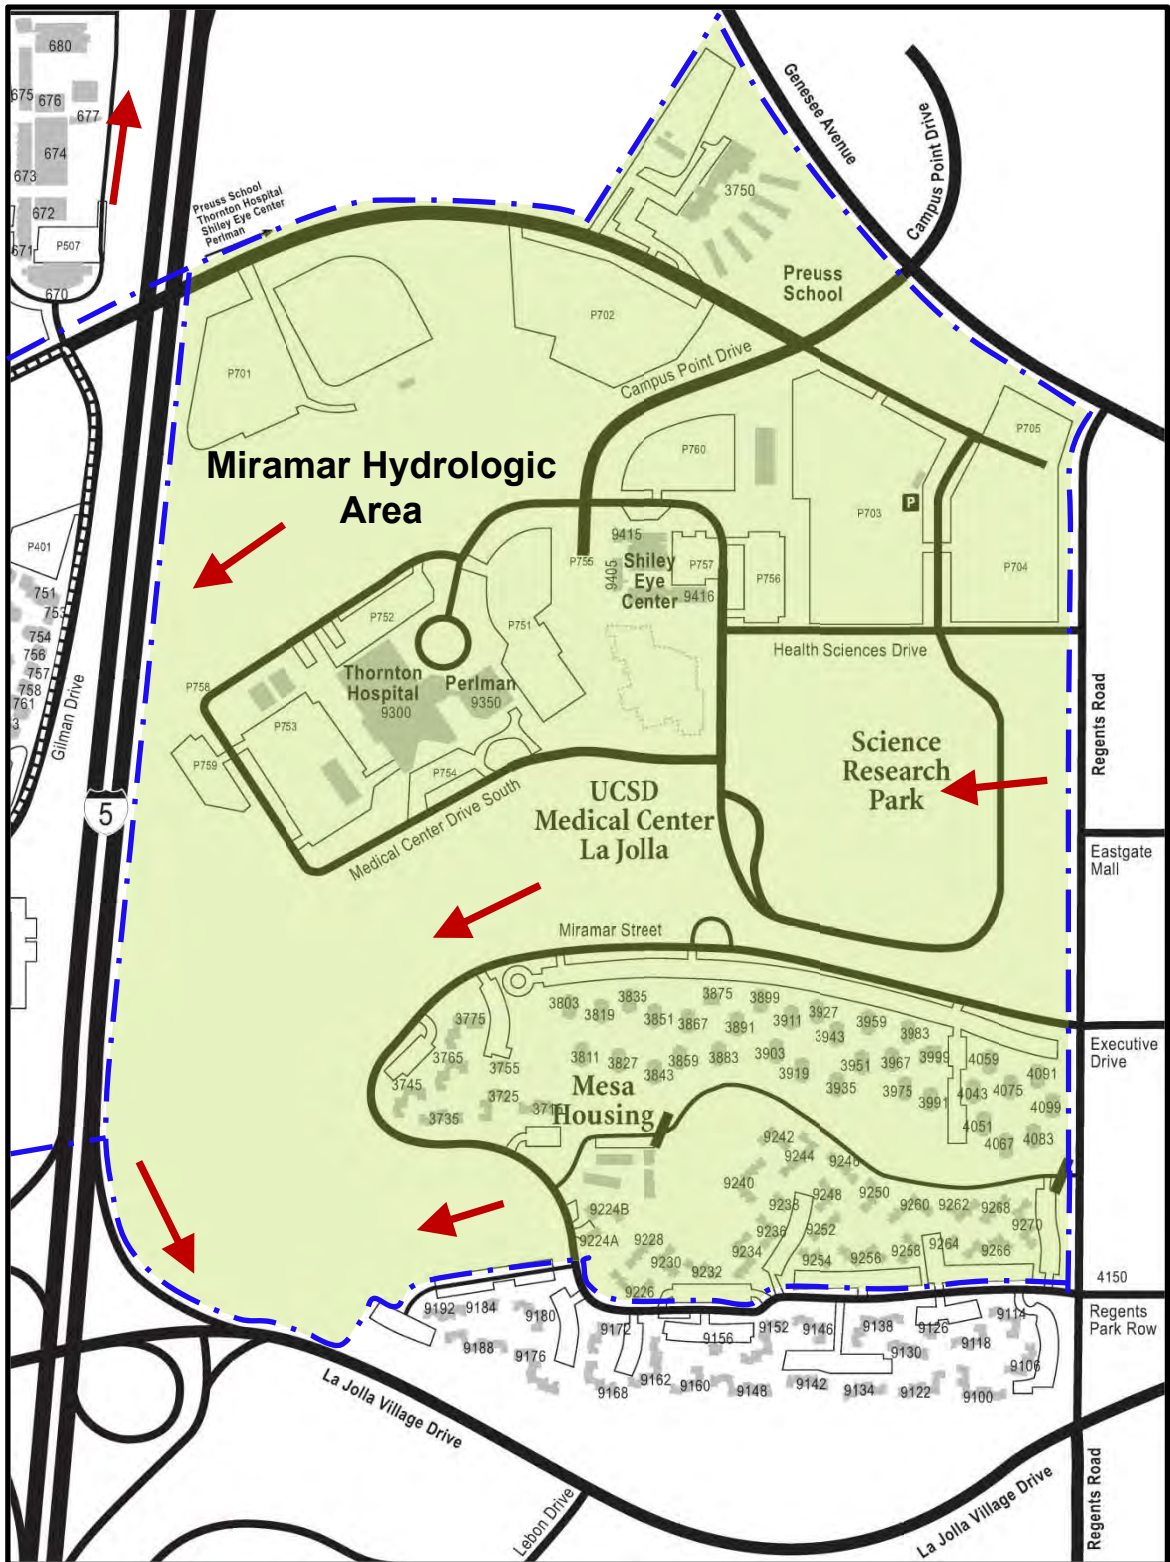 680
675
676
677
674
673
672
671
P507
670
Preuss School
Thornton Hospital
Shiley Eye Center
Perlman
Genesee Avenue
Campus Point Drive
3750
Preuss
School
P701
P702
Campus Point Drive
P705
P760
P703
P
P704
Miramar Hydrologic
Area
P401
751
753
754
756
757
758
761
3
Gilman Drive
5
9415
P755
9405
Shiley
Eye
Center
9416
P757
P756
P752
P751
Health Sciences Drive
P758
Thornton
Hospital
9300
Perlman
9350
P753
P759
P754
Medical Center Drive South
Regents Road
Science
Research
Park
UCSD
Medical Center
La Jolla
Eastgate
Mall
Miramar Street
Executive
Drive
3803
3819
3835
3851
3867
3875
3891
3899
3911
3927
3943
3959
3983
3999
4059
4091
3775
3765
3755
3745
3725
3735
371
3811
3827
3843
3859
3883
3903
3919
3935
3951
3967
3975
3991
4043
4075
4099
4051
4067
4083
Mesa
Housing
9242
9244
9246
9240
9238
9248
9250
9260
9262
9268
9270
9224B
9224A
9228
9236
9252
9234
9230
9232
9254
9256
9258
9264
9266
9226
4150
9192
9184
9180
9188
9176
9172
9156
9152
9146
9138
9126
9114
9118
9130
9106
9168
9162
9160
9148
9142
9134
9122
9100
Regents
Park Row
La Jolla Village Drive
Lebon Drive
La Jolla Village Drive
Regents Road